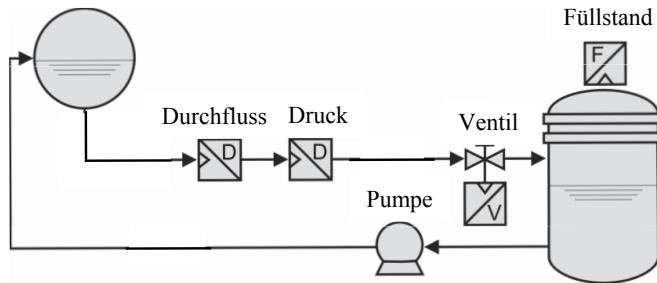 Füllstand
F
Durchfluss
Druck
Ventil
D
D
V
Pumpe